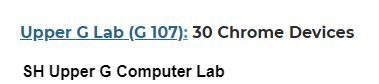 Upper G Lab (G 107): 30 Chrome Devices
SH Upper G Computer Lab